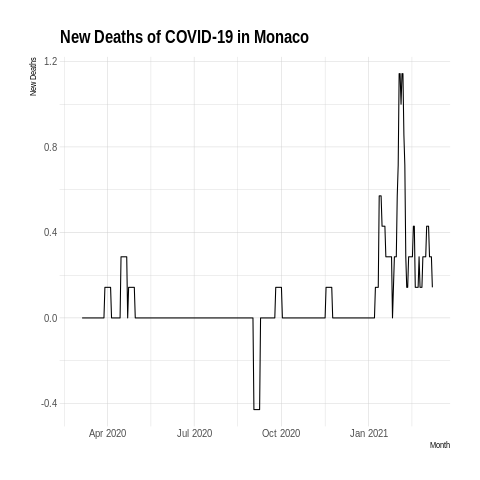 New Deaths of COVID-19 in Monaco
New Deaths
1.2
0.8
0.4
0.0
-0.4
Apr 2020 Jul 2020 Oct 2020 Jan 2021
Month